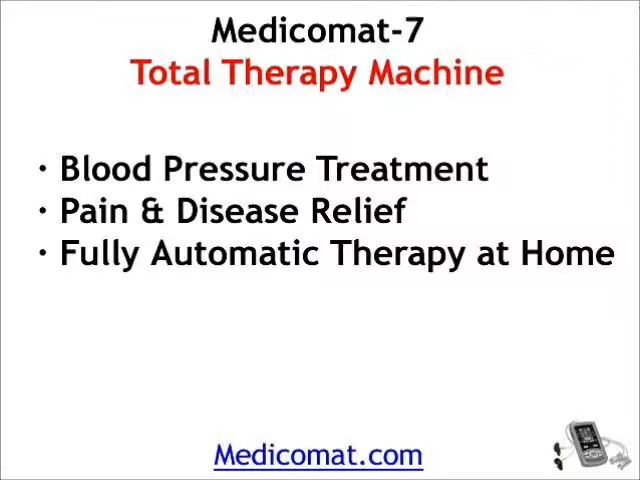 Medicomat-7
Total Therapy Machine
· Blood Pressure Treatment
· Pain & Disease Relief
· Fully Automatic Therapy at Home
Medicomat.com